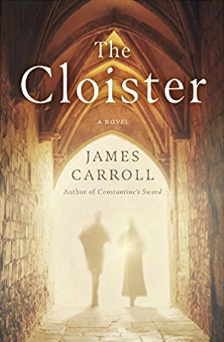 The
Cloister
A NOVEL
JAMES
CARROLL
Author of Constantine's Sword